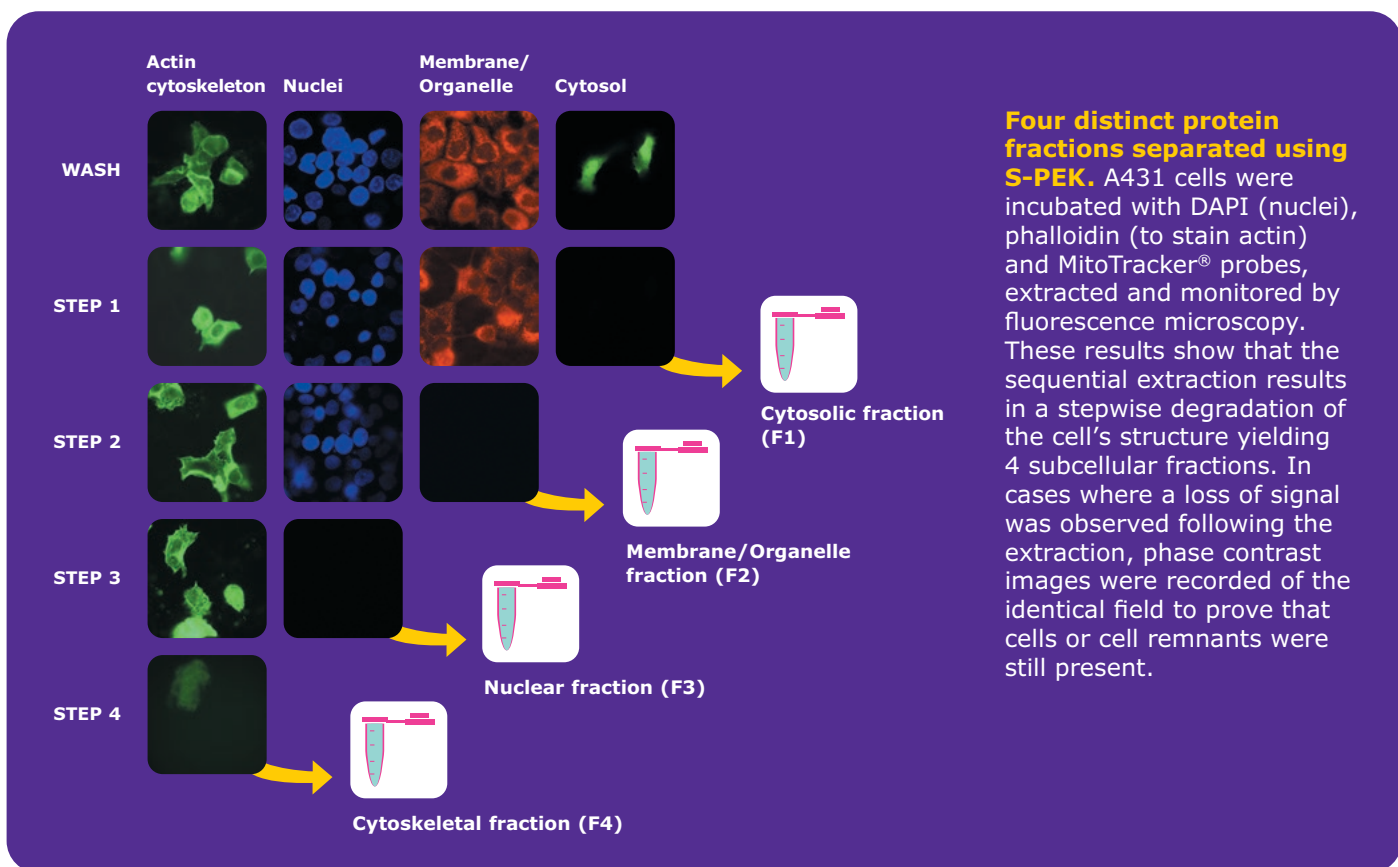 Actin
cytoskeleton
Nuclei
Membrane/
Organelle
Cytosol
WASH
STEP 1
Cytosolic fraction
(F1)
STEP 2
Membrane/Organelle
fraction (F2)
STEP 3
Nuclear fraction (F3)
STEP 4
Cytoskeletal fraction (F4)
Four distinct protein
fractions separated using
S-PEK. A431 cells were
incubated with DAPI (nuclei),
phalloidin (to stain actin)
and MitoTracker® probes,
extracted and monitored by
fluorescence microscopy.
These results show that the
sequential extraction results
in a stepwise degradation of
the cell’s structure yielding
4 subcellular fractions. In
cases where a loss of signal
was observed following the
extraction, phase contrast
images were recorded of the
identical field to prove that
cells or cell remnants were
still present.